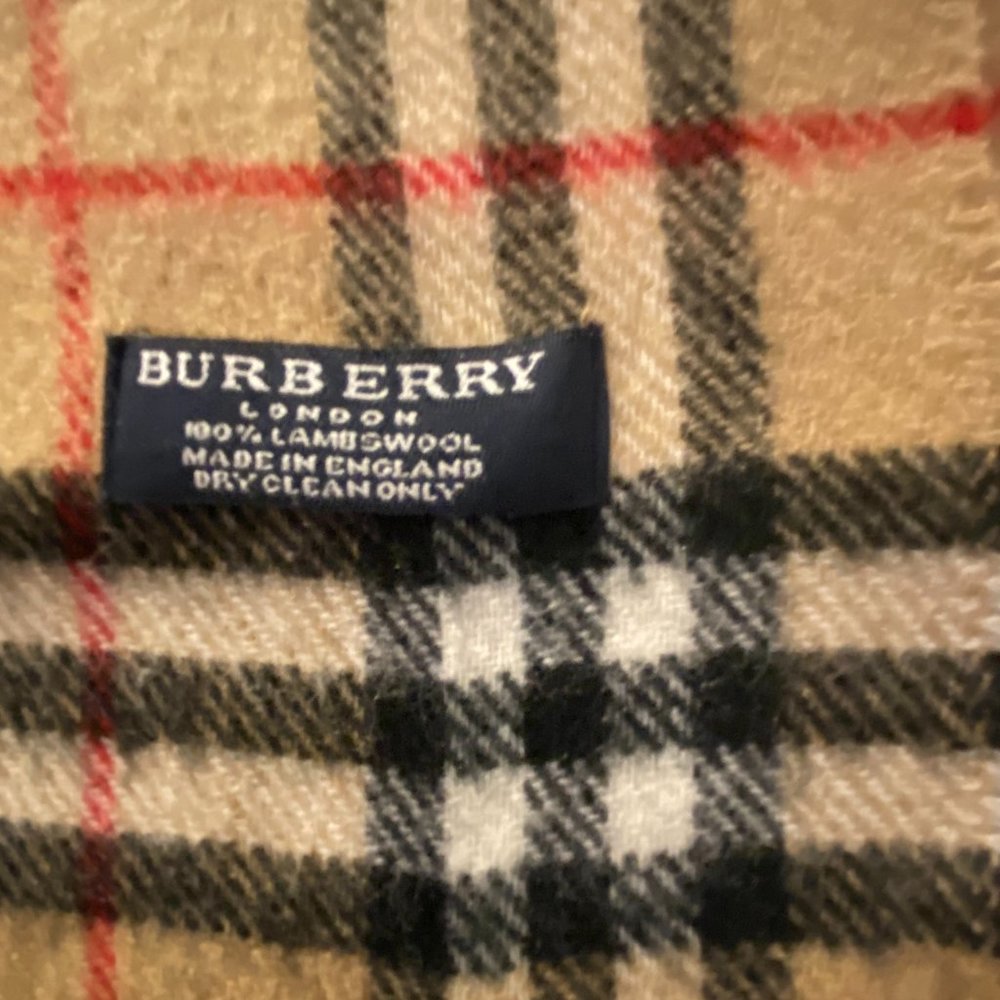 BURBERRY
LONDON
100% LAMBSWOOL
MADE IN ENGLAND
DRY CLEAN ONLY